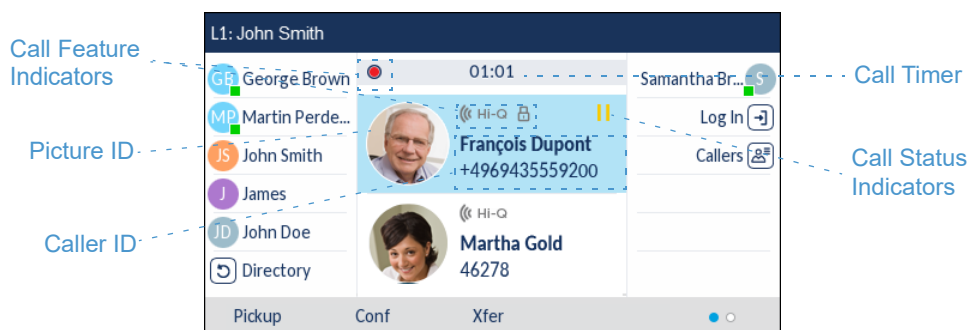 L1: John Smith
Call Feature
Indicators
Picture ID
Caller ID
GB George Brown
MP Martin Perde...
JS John Smith
J James
JD John Doe
Directory
01:01
Hi-Q
François Dupont
+4969435559200
Hi-Q
Martha Gold
46278
Samantha Br... S
Log In
Callers
Call Timer
Call Status
Indicators
Pickup Conf Xfer